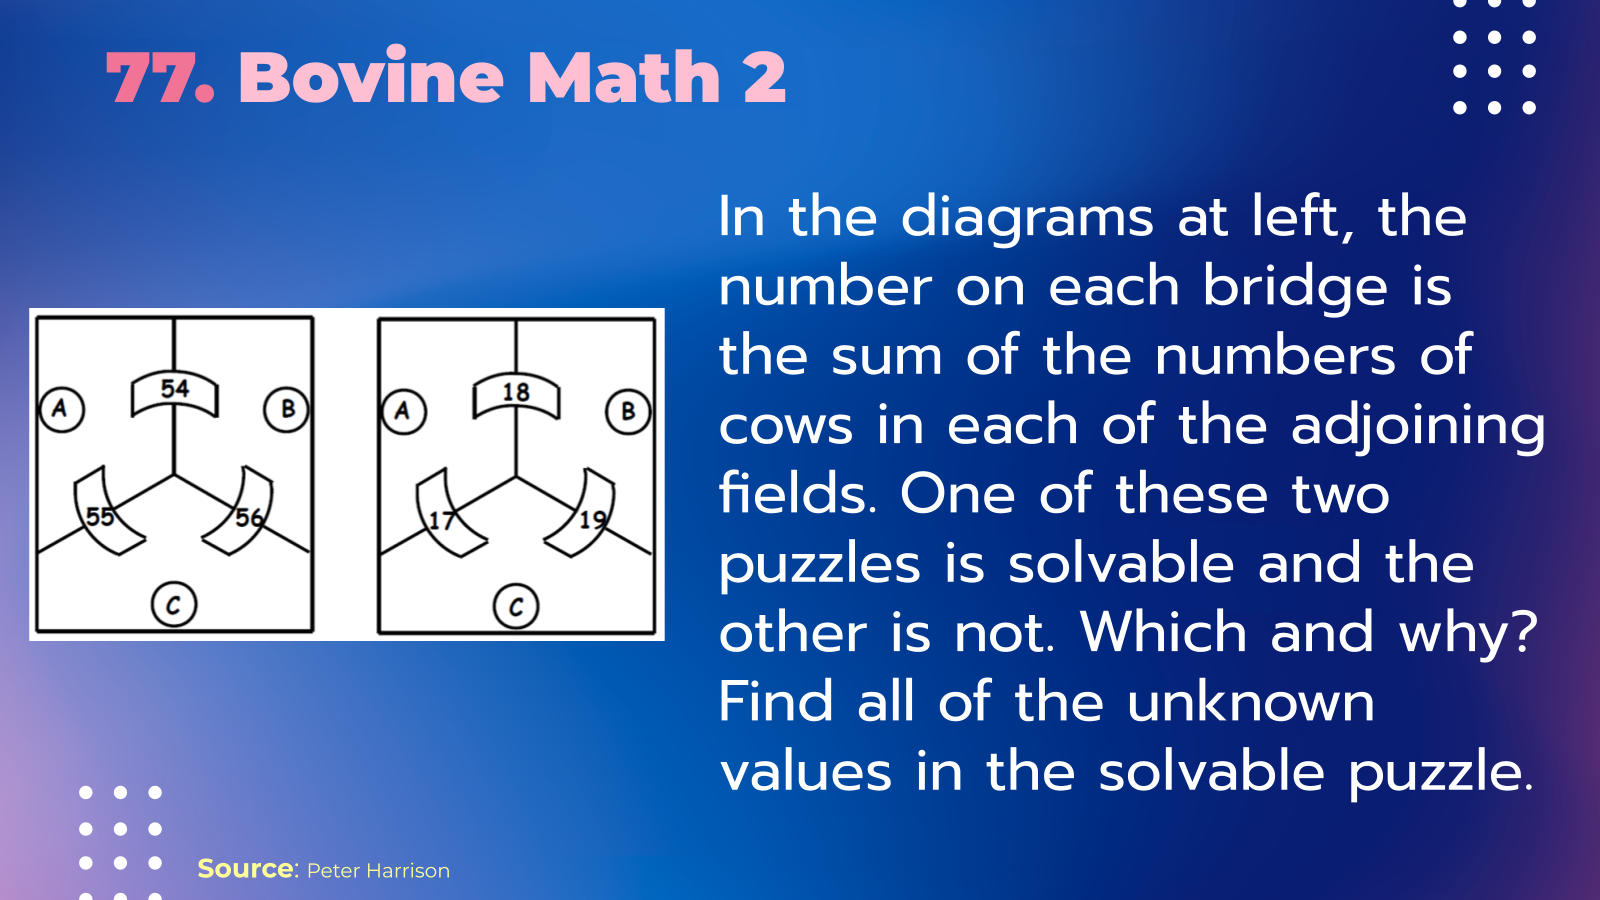 77. Bovine Math 2
In the diagrams at left, the
number on each bridge is
the sum of the numbers of
cows in each of the adjoining
fields. One of these two
puzzles is solvable and the
other is not. Which and why?
Find all of the unknown
values in the solvable puzzle.
54
A
B
55
56
C
18
A
B
17
19
C
Source: Peter Harrison